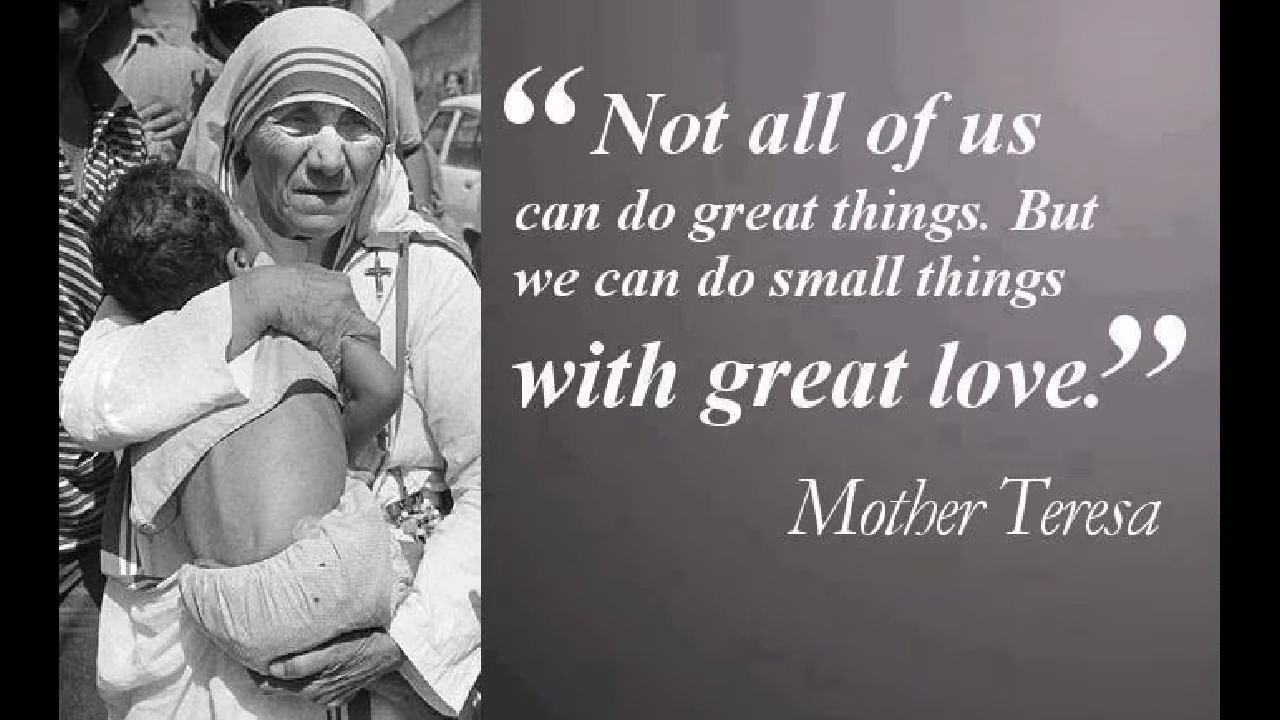 “Not all of us
can do great things. But
we can do small things
with great love.”
Mother Teresa